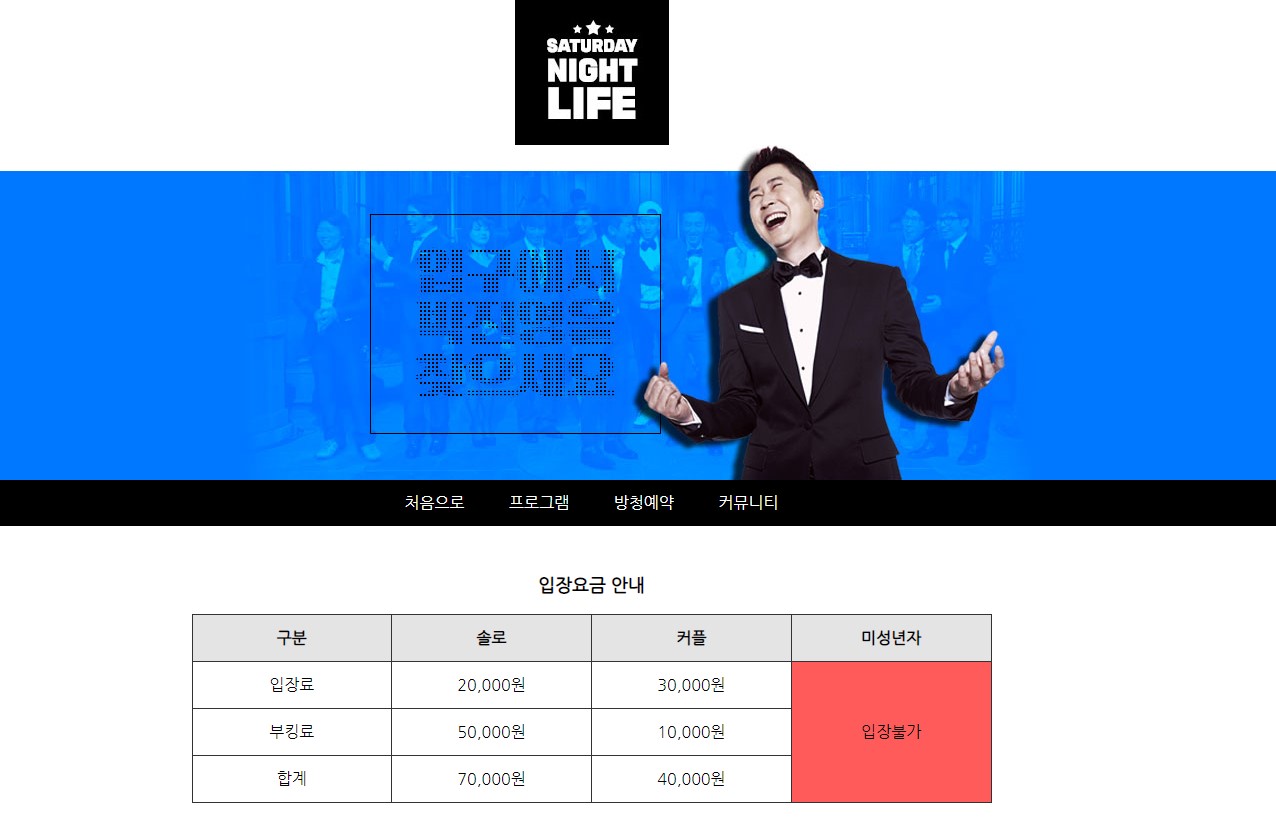 SATURDAY
NIGHT
LIFE
입구에서
박진명을
찾으세요
처음으로 프로그램 방청예약 커뮤니티
입장요금 안내
구분 솔로 커플 미성년자
입장료 20,000원 30,000원
부킹료 50,000원 10,000원 입장불가
합계 70,000원 40,000원